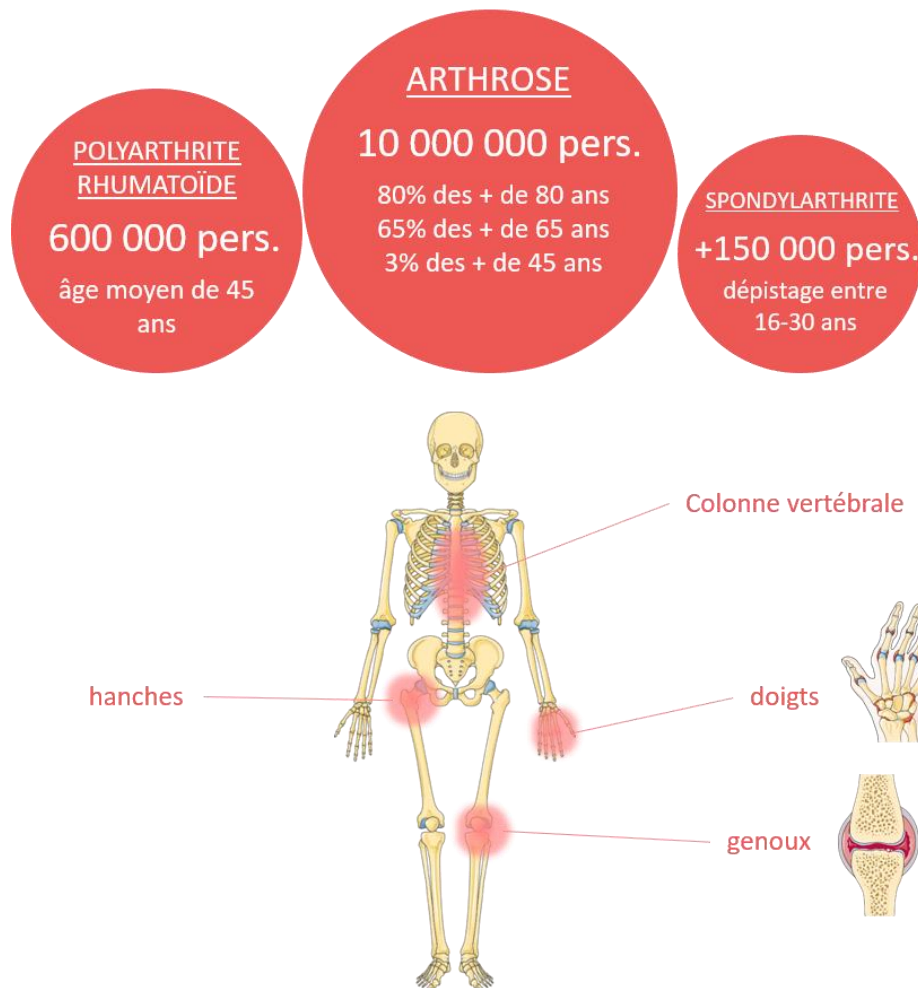 POLYARTHRITE
RHUMATOÏDE
600 000 pers.
âge moyen de 45
ans
ARTHROSE
10 000 000 pers.
80% des + de 80 ans
65% des + de 65 ans
3% des + de 45 ans
SPONDYLARTHRITE
+150 000 pers.
dépistage entre
16-30 ans
Colonne vertébrale
hanches
doigts
genoux